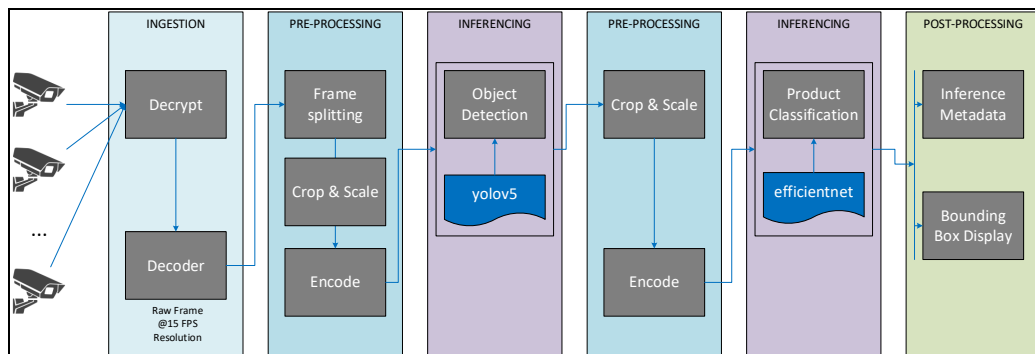 INGESTION
PRE-PROCESSING
INFERENCING
PRE-PROCESSING
INFERENCING
POST-PROCESSING
Decrypt
Frame
splitting
Object
Detection
Crop & Scale
Product
Classification
Inference
Metadata
Crop & Scale
yolov5
efficientnet
...
Decoder
Encode
Encode
Bounding
Box Display
Raw Frame
@15 FPS
Resolution